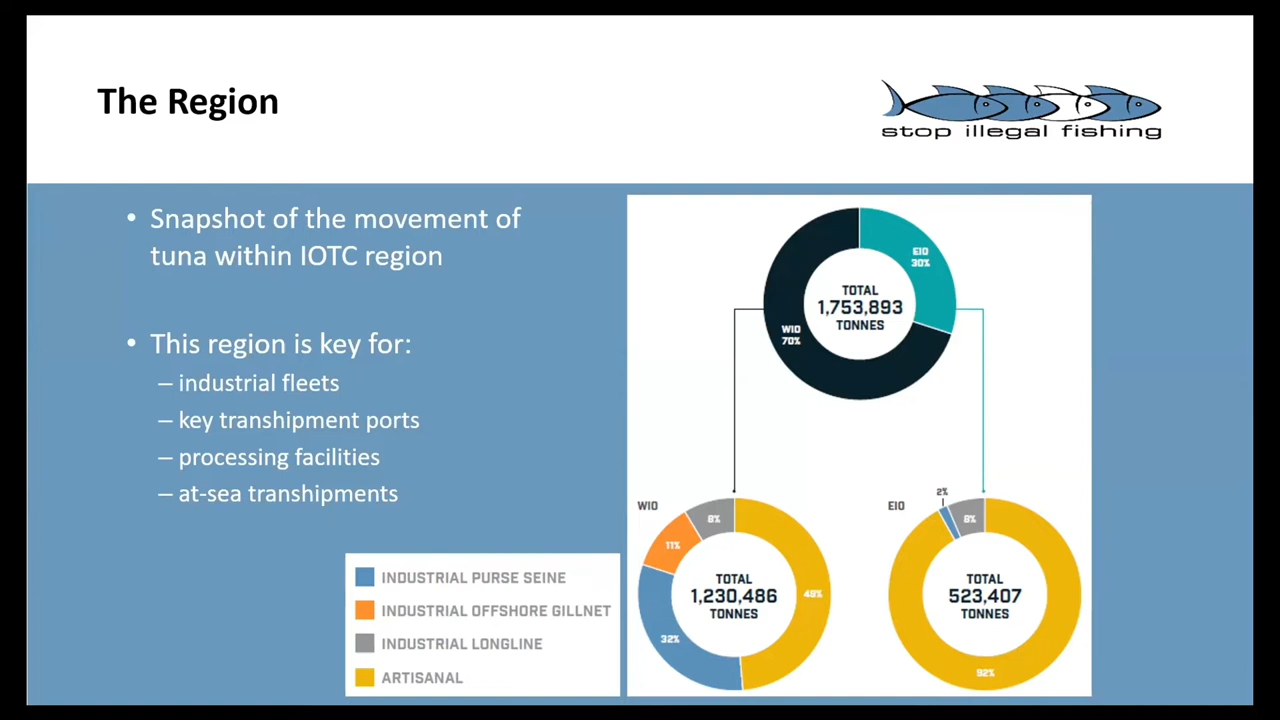 The Region
stop illegal fishing
• Snapshot of the movement of
tuna within IOTC region
• This region is key for:
– industrial fleets
– key transhipment ports
– processing facilities
– at-sea transhipments
EIO
30%
TOTAL
1,753,893
TONNES
WIO
70%
WIO
8%
11%
TOTAL
1,230,486
TONNES
48%
32%
EIO
2%
6%
TOTAL
523,407
TONNES
92%
INDUSTRIAL PURSE SEINE
INDUSTRIAL OFFSHORE GILLNET
INDUSTRIAL LONGLINE
ARTISANAL